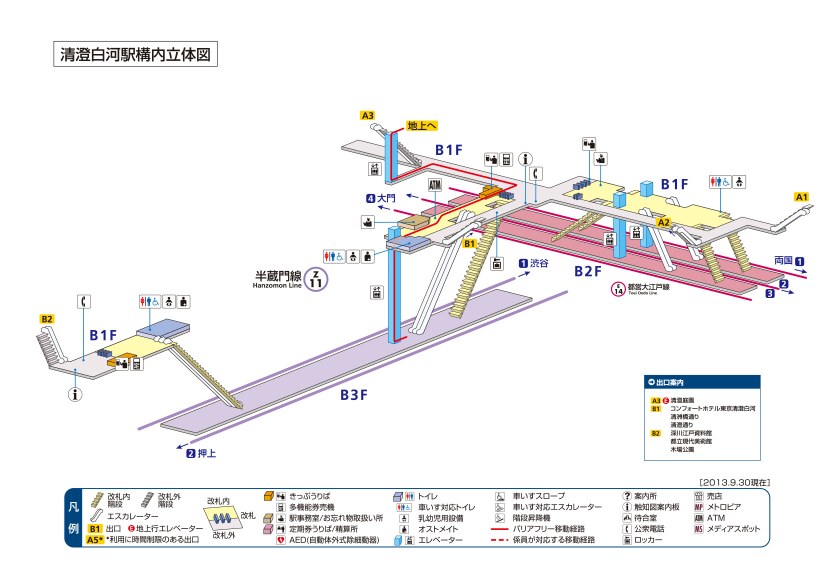 清澄白河駅構内立体図
A3
地上へ
B1F
ATM
4 大門
B1F
A1
A2
B1
半蔵門線
Hanzomon Line
Z
11
1 渋谷
B2F
両国 1
2
3
E
14
都営大江戸線
Toei Oedo Line
B2
B1F
B3F
2 押上
出口案内
A3 E 清澄庭園
B1 コンフォートホテル東京清澄白河
清洲橋通り
清澄通り
B2 深川江戸資料館
都立現代美術館
木場公園
[2013.9.30現在]
凡例
改札内階段
改札外階段
エスカレーター
B1 出口 E 地上行エレベーター
A5* *利用に時間制限のある出口
改札内
改札
改札外
きっぷうりば
多機能券売機
駅事務室/お忘れ物取扱い所
定期券うりば/精算所
AED(自動体外式除細動器)
トイレ
車いす対応トイレ
乳幼児用設備
オストメイト
エレベーター
車いすスロープ
車いす対応エスカレーター
階段昇降機
バリアフリー移動経路
係員が対応する移動経路
案内所
触知図案内板
待合室
公衆電話
ロッカー
売店
MP メトロピア
ATM ATM
MS メディアスポット